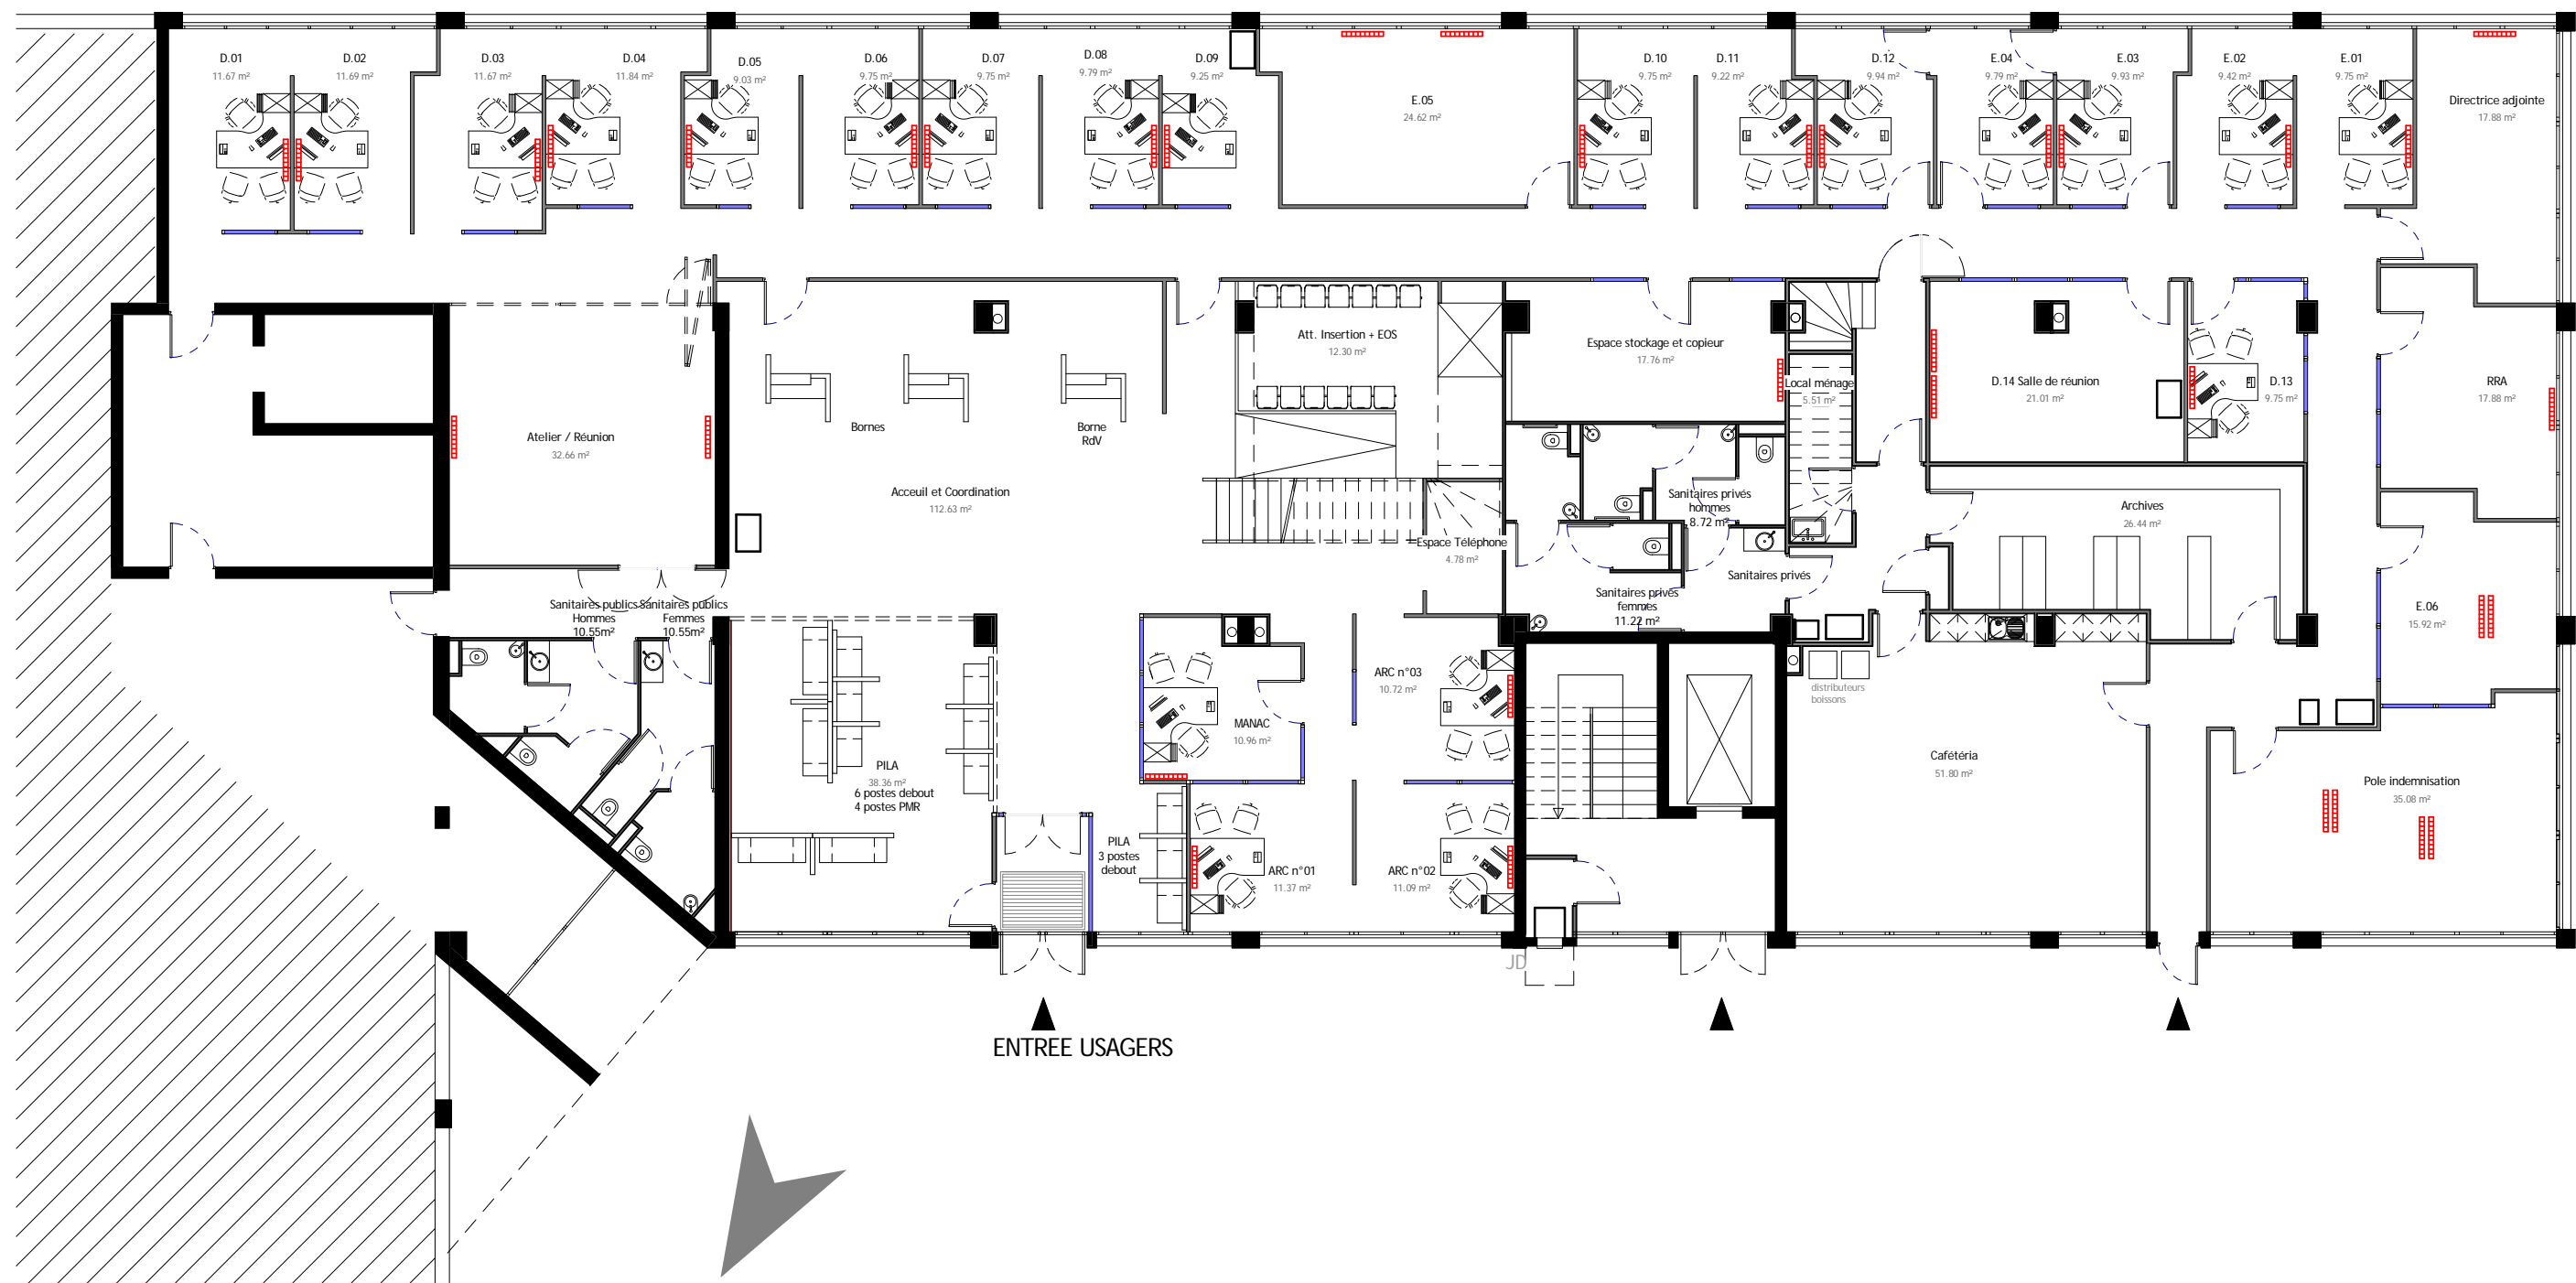 D.01
11.67 m²
D.02
11.69 m²
D.03
11.67 m²
D.04
11.84 m²
D.05
9.03 m²
D.06
9.75 m²
D.07
9.75 m²
D.08
9.79 m²
D.09
9.25 m²
E.05
24.62 m²
D.10
9.75 m²
D.11
9.22 m²
D.12
9.94 m²
E.04
9.79 m²
E.03
9.93 m²
E.02
9.42 m²
E.01
9.75 m²
Directrice adjointe
17.88 m²
Att. Insertion + EOS
12.30 m²
Espace stockage et copieur
17.76 m²
Local ménage
5.51 m²
D.14 Salle de réunion
21.01 m²
D.13
9.75 m²
RRA
17.88 m²
Atelier / Réunion
32.66 m²
Bornes
Borne
RdV
Acceuil et Coordination
112.63 m²
Sanitaires privés
hommes
8.72 m²
Archives
26.44 m²
Espace Téléphone
4.78 m²
Sanitaires privés
Sanitaires privés
femmes
11.22 m²
Sanitaires publics
Hommes
10.55m²
Sanitaires publics
Femmes
10.55m²
E.06
15.92 m²
ARC n°03
10.72 m²
distributeurs
boissons
MANAC
10.96 m²
PILA
38.36 m²
6 postes debout
4 postes PMR
Cafétéria
51.80 m²
Pole indemnisation
35.08 m²
PILA
3 postes
debout
ARC n°01
11.37 m²
ARC n°02
11.09 m²
JD
ENTREE USAGERS